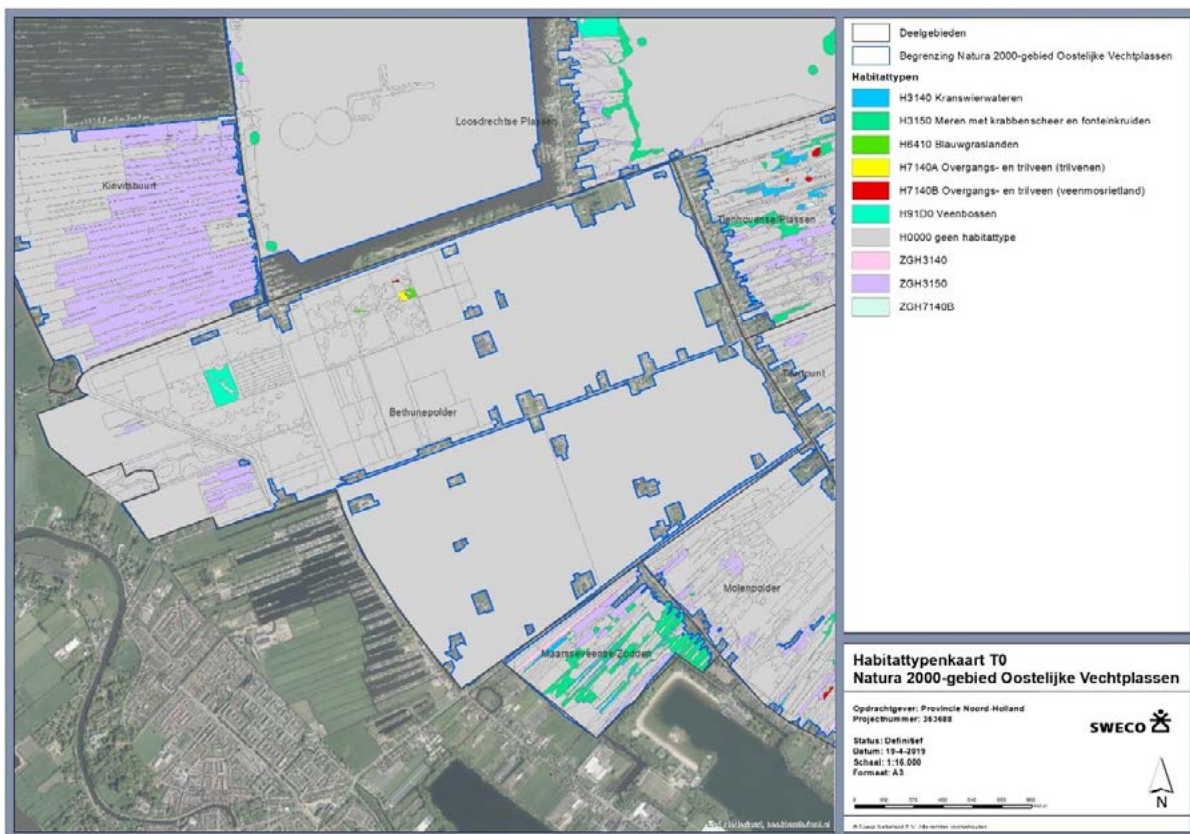 Loosdrechtse Plassen
Kievitsbuurt
Tienhovense Plassen
Bethunepolder
Molenpolder
Maarsseveense Zodden
Deelgebieden
Begrenzing Natura 2000-gebied Oostelijke Vechtplassen
Habitattypen
H3140 Kranswierwateren
H3150 Meren met krabbenscheer en fonteinkruiden
H6410 Blauwgraslanden
H7140A Overgangs- en trilveen (trilvenen)
H7140B Overgangs- en trilveen (veenmosrietland)
H91D0 Veenbossen
H0000 geen habitattype
ZGH3140
ZGH3150
ZGH7140B
Habitattypenkaart T0
Natura 2000-gebied Oostelijke Vechtplassen
Opdrachtgever: Provincie Noord-Holland
Projectnummer: 363688
SWECO
Status: Definitief
Datum: 19-4-2019
Schaal: 1:16.000
Formaat: A3
N